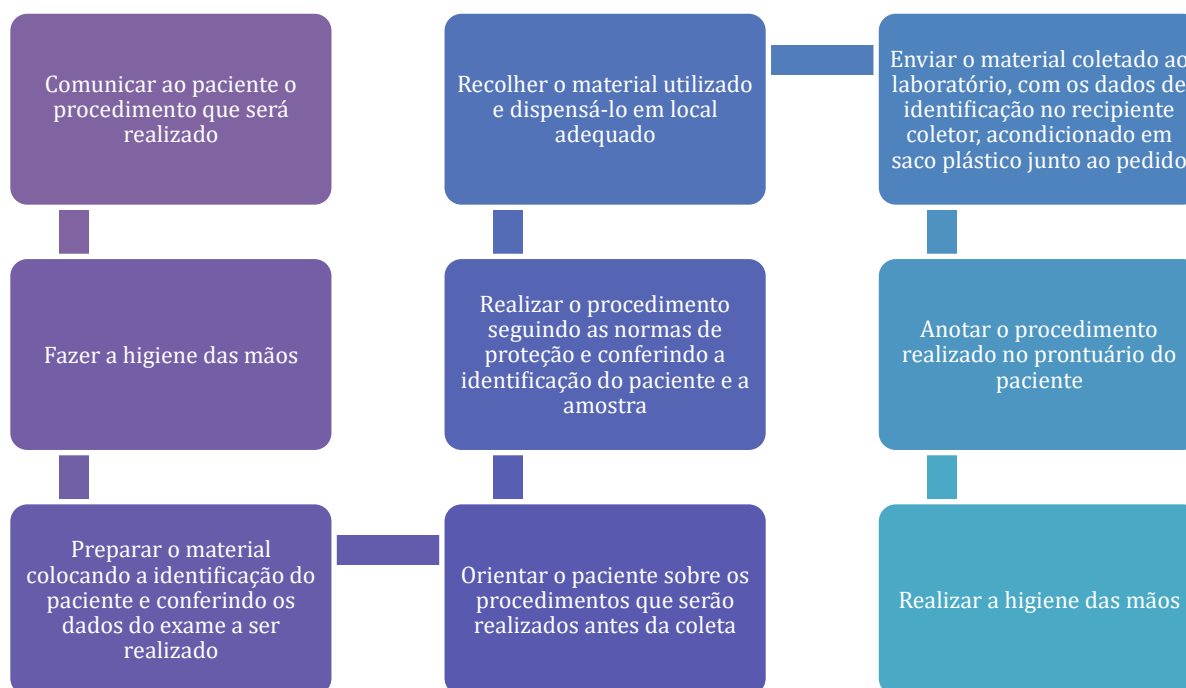 Comunicar ao paciente o
procedimento que será
realizado
Fazer a higiene das mãos
Preparar o material
colocando a identificação do
paciente e conferindo os
dados do exame a ser
realizado
Orientar o paciente sobre os
procedimentos que serão
realizados antes da coleta
Realizar o procedimento
seguindo as normas de
proteção e conferindo a
identificação do paciente e a
amostra
Recolher o material utilizado
e dispensá-lo em local
adequado
Enviar o material coletado ao
laboratório, com os dados de
identificação no recipiente
coletor, acondicionado em
saco plástico junto ao pedido
Anotar o procedimento
realizado no prontuário do
paciente
Realizar a higiene das mãos